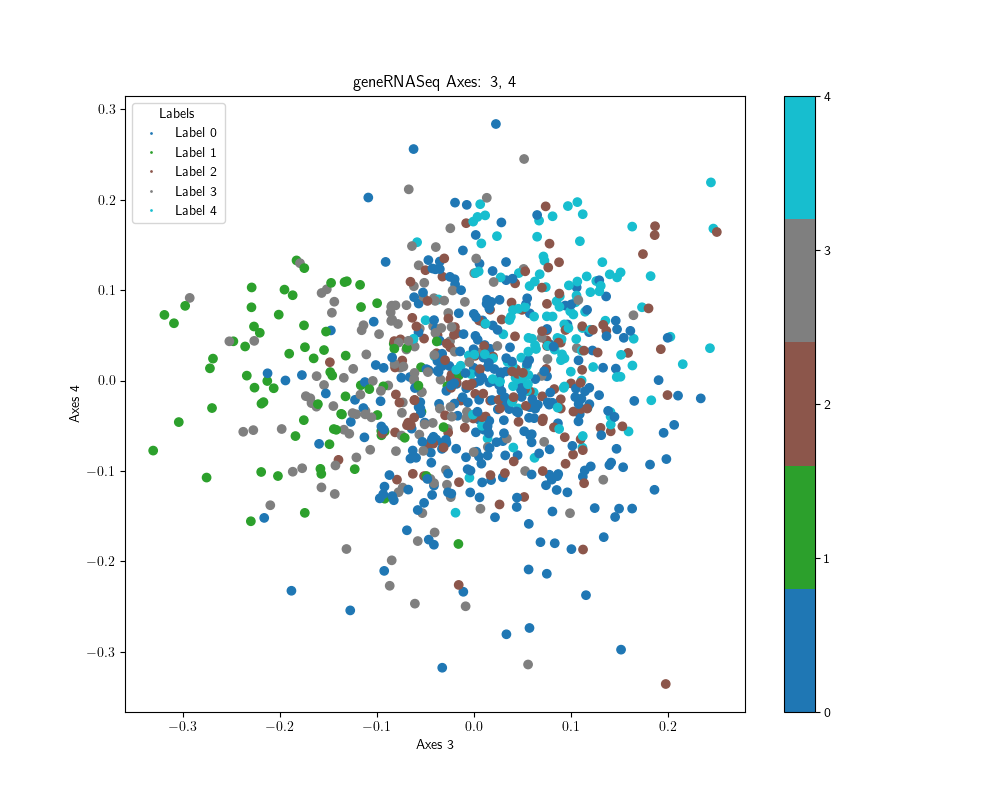 geneRNASeq Axes: 3, 4
Labels
Label 0
Label 1
Label 2
Label 3
Label 4
0.3
0.2
0.1
0.0
−0.1
−0.2
−0.3
Axes 4
−0.3 −0.2 −0.1 0.0 0.1 0.2
Axes 3
4
3
2
1
0